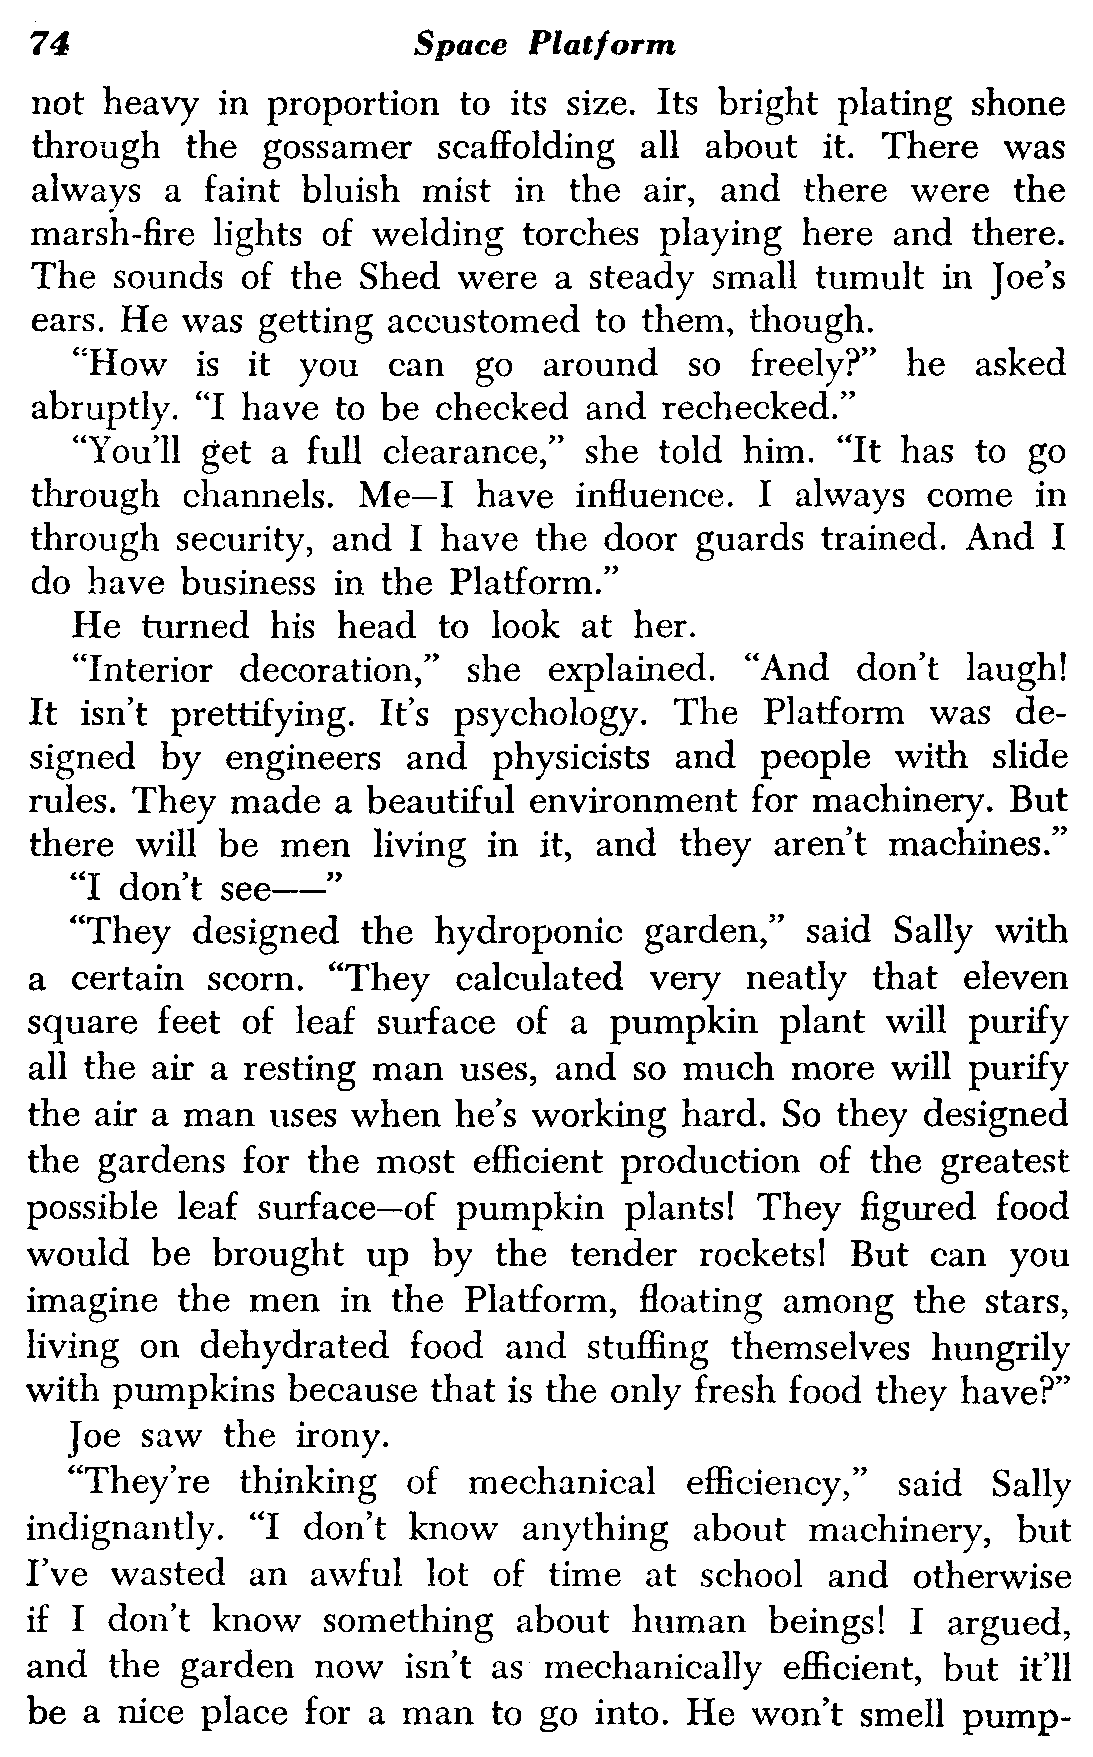 74 Space Platform
not heavy in proportion to its size. Its bright plating shone
through the gossamer scaffolding all about it. There was
always a faint bluish mist in the air, and there were the
marsh-fire lights of welding torches playing here and there.
The sounds of the Shed were a steady small tumult in Joe's
ears. He was getting accustomed to them, though.
“How is it you can go around so freely?” he asked
abruptly. “I have to be checked and rechecked.”
“You'll get a full clearance,” she told him. “It has to go
through channels. Me—I have influence. I always come in
through security, and I have the door guards trained. And I
do have business in the Platform.”
He turned his head to look at her.
“Interior decoration,” she explained. “And don't laugh!
It isn't prettifying. It's psychology. The Platform was de-
signed by engineers and physicists and people with slide
rules. They made a beautiful environment for machinery. But
there will be men living in it, and they aren't machines.”
“I don't see——”
“They designed the hydroponic garden,” said Sally with
a certain scorn. “They calculated very neatly that eleven
square feet of leaf surface of a pumpkin plant will purify
all the air a resting man uses, and so much more will purify
the air a man uses when he's working hard. So they designed
the gardens for the most efficient production of the greatest
possible leaf surface—of pumpkin plants! They figured food
would be brought up by the tender rockets! But can you
imagine the men in the Platform, floating among the stars,
living on dehydrated food and stuffing themselves hungrily
with pumpkins because that is the only fresh food they have?”
Joe saw the irony.
“They're thinking of mechanical efficiency,” said Sally
indignantly. “I don't know anything about machinery, but
I've wasted an awful lot of time at school and otherwise
if I don't know something about human beings! I argued,
and the garden now isn't as mechanically efficient, but it'll
be a nice place for a man to go into. He won't smell pump-